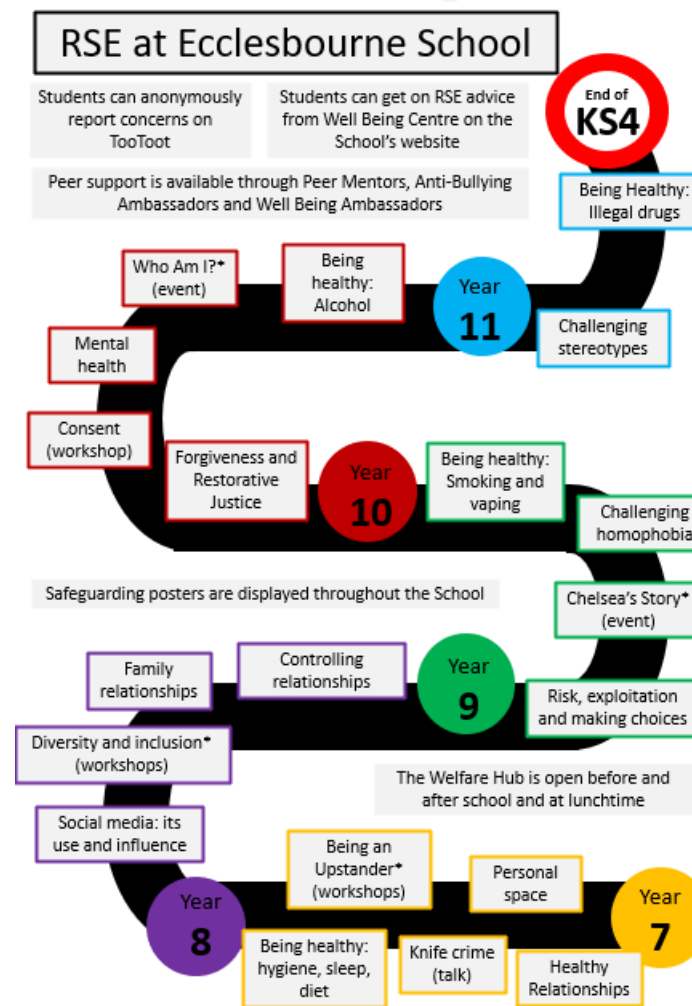 RSE at Ecclesbourne School
Students can anonymously
report concerns on
TooToot
Students can get on RSE advice
from Well Being Centre on the
School's website
End of
KS4
Peer support is available through Peer Mentors, Anti-Bullying
Ambassadors and Well Being Ambassadors
Being Healthy:
Illegal drugs
Who Am I?*
(event)
Being
healthy:
Alcohol
Year
11
Challenging
stereotypes
Mental
health
Consent
(workshop)
Forgiveness and
Restorative
Justice
Year
10
Being healthy:
Smoking and
vaping
Challenging
homophobia
Safeguarding posters are displayed throughout the School
Chelsea's Story*
(event)
Family
relationships
Controlling
relationships
Year
9
Risk, exploitation
and making choices
Diversity and inclusion*
(workshops)
The Welfare Hub is open before and
after school and at lunchtime
Social media: its
use and influence
Being an
Upstander*
(workshops)
Personal
space
Year
7
Year
8
Being healthy:
hygiene, sleep,
diet
Knife crime
(talk)
Healthy
Relationships